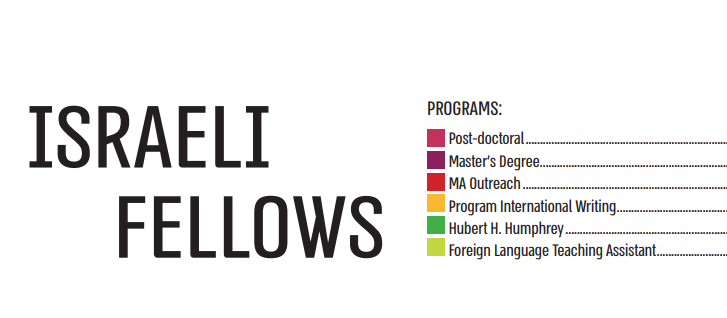 ISRAELI
FELLOWS
PROGRAMS:
Post-doctoral
Master's Degree
MA Outreach
Program International Writing
Hubert H. Humphrey
Foreign Language Teaching Assistant